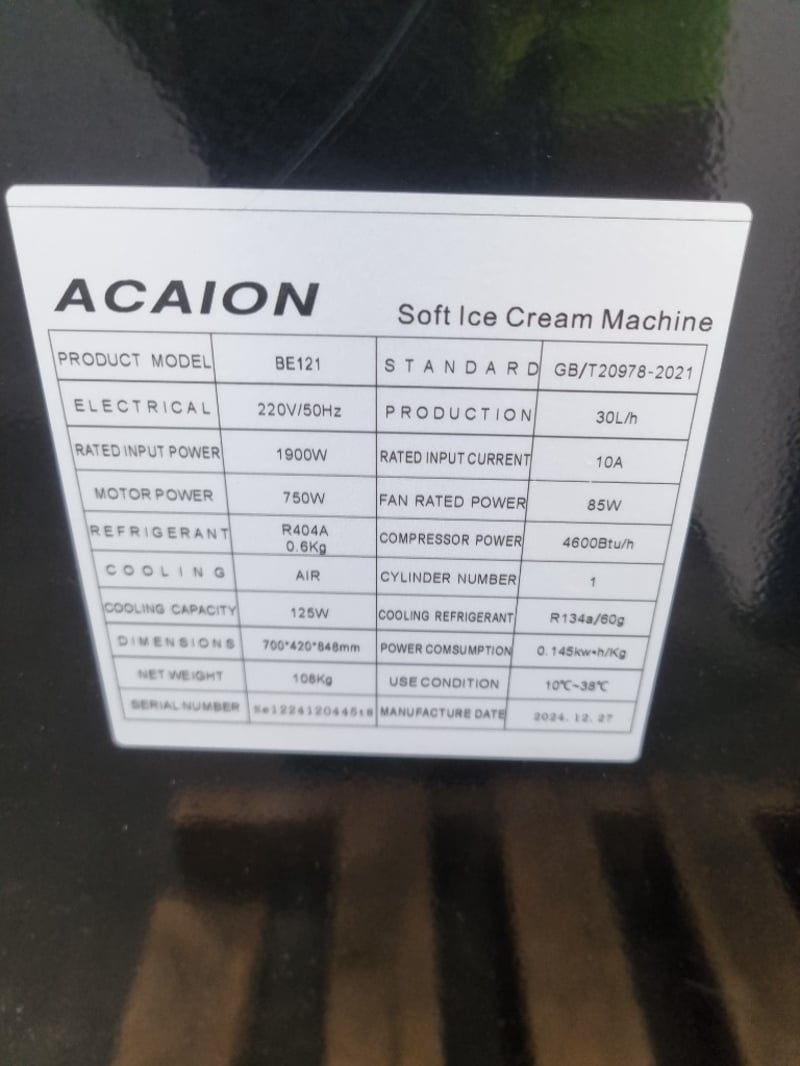 ACAION
Soft Ice Cream Machine
PRODUCT MODEL BE121 STANDARD GB/T20978-2021
ELECTRICAL 220V/50Hz PRODUCTION 30L/h
RATED INPUT POWER 1900W RATED INPUT CURRENT 10A
MOTOR POWER 750W FAN RATED POWER 85W
REFRIGERANT R404A 0.6Kg COMPRESSOR POWER 4600Btu/h
COOLING AIR CYLINDER NUMBER 1
COOLING CAPACITY 125W COOLING REFRIGERANT R134a/60g
DIMENSIONS 700*420*848mm POWER COMSUMPTION 0.145kw•h/Kg
NET WEIGHT 108Kg USE CONDITION 10℃~38℃
SERIAL NUMBER MANUFACTURE DATE 2024.12.27